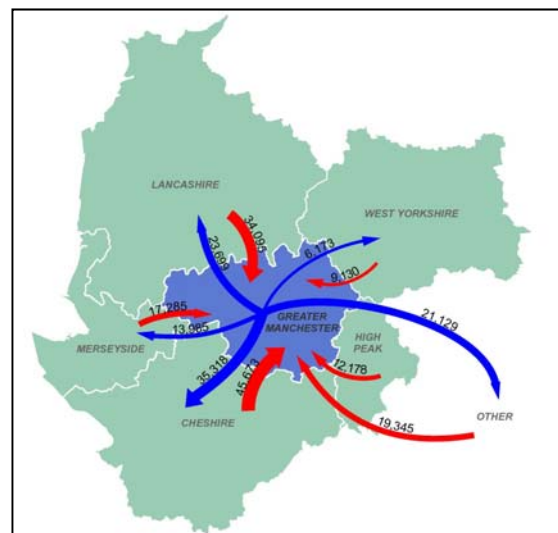 LANCASHIRE
WEST YORKSHIRE
34,095
23,699
6,173
9,130
17,285
13,985
GREATER
MANCHESTER
21,129
MERSEYSIDE
HIGH
PEAK
35,318
45,673
12,178
CHESHIRE
19,345
OTHER